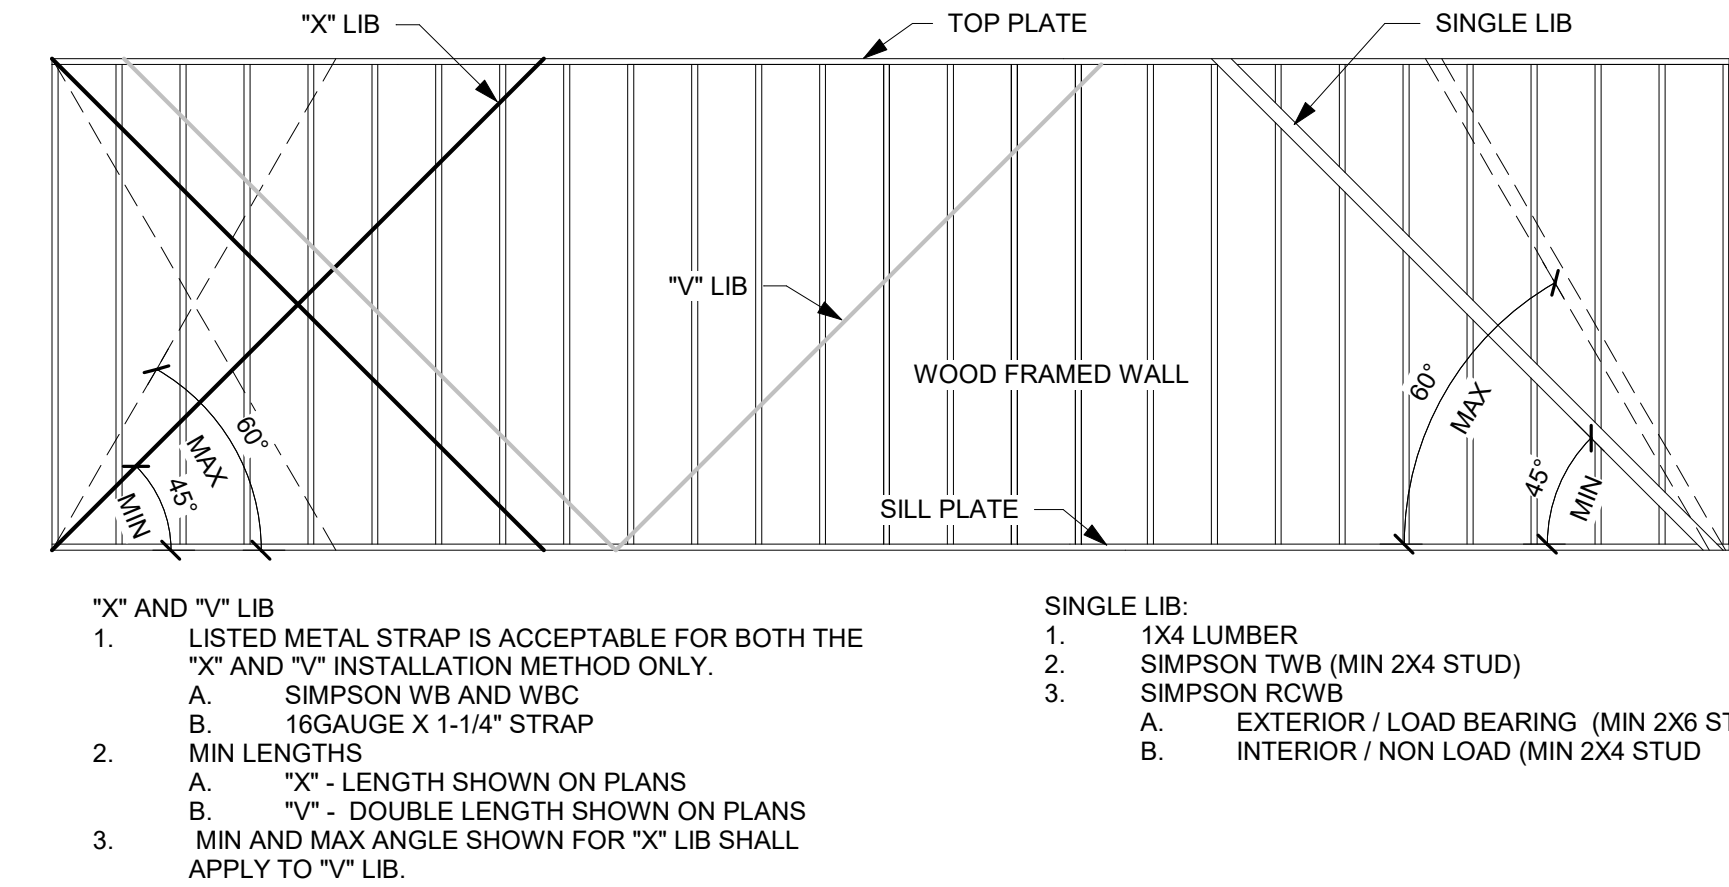 "X" LIB
TOP PLATE
SINGLE LIB
"V" LIB
WOOD FRAMED WALL
SILL PLATE
60°
MAX
45°
MIN
60°
MAX
45°
MIN
"X" AND "V" LIB
1. LISTED METAL STRAP IS ACCEPTABLE FOR BOTH THE
"X" AND "V" INSTALLATION METHOD ONLY.
A. SIMPSON WB AND WBC
B. 16GAUGE X 1-1/4" STRAP
2. MIN LENGTHS
A. "X" - LENGTH SHOWN ON PLANS
B. "V" - DOUBLE LENGTH SHOWN ON PLANS
3. MIN AND MAX ANGLE SHOWN FOR "X" LIB SHALL
APPLY TO "V" LIB.
SINGLE LIB:
1. 1X4 LUMBER
2. SIMPSON TWB (MIN 2X4 STUD)
3. SIMPSON RCWB
A. EXTERIOR / LOAD BEARING (MIN 2X6 ST
B. INTERIOR / NON LOAD (MIN 2X4 STUD